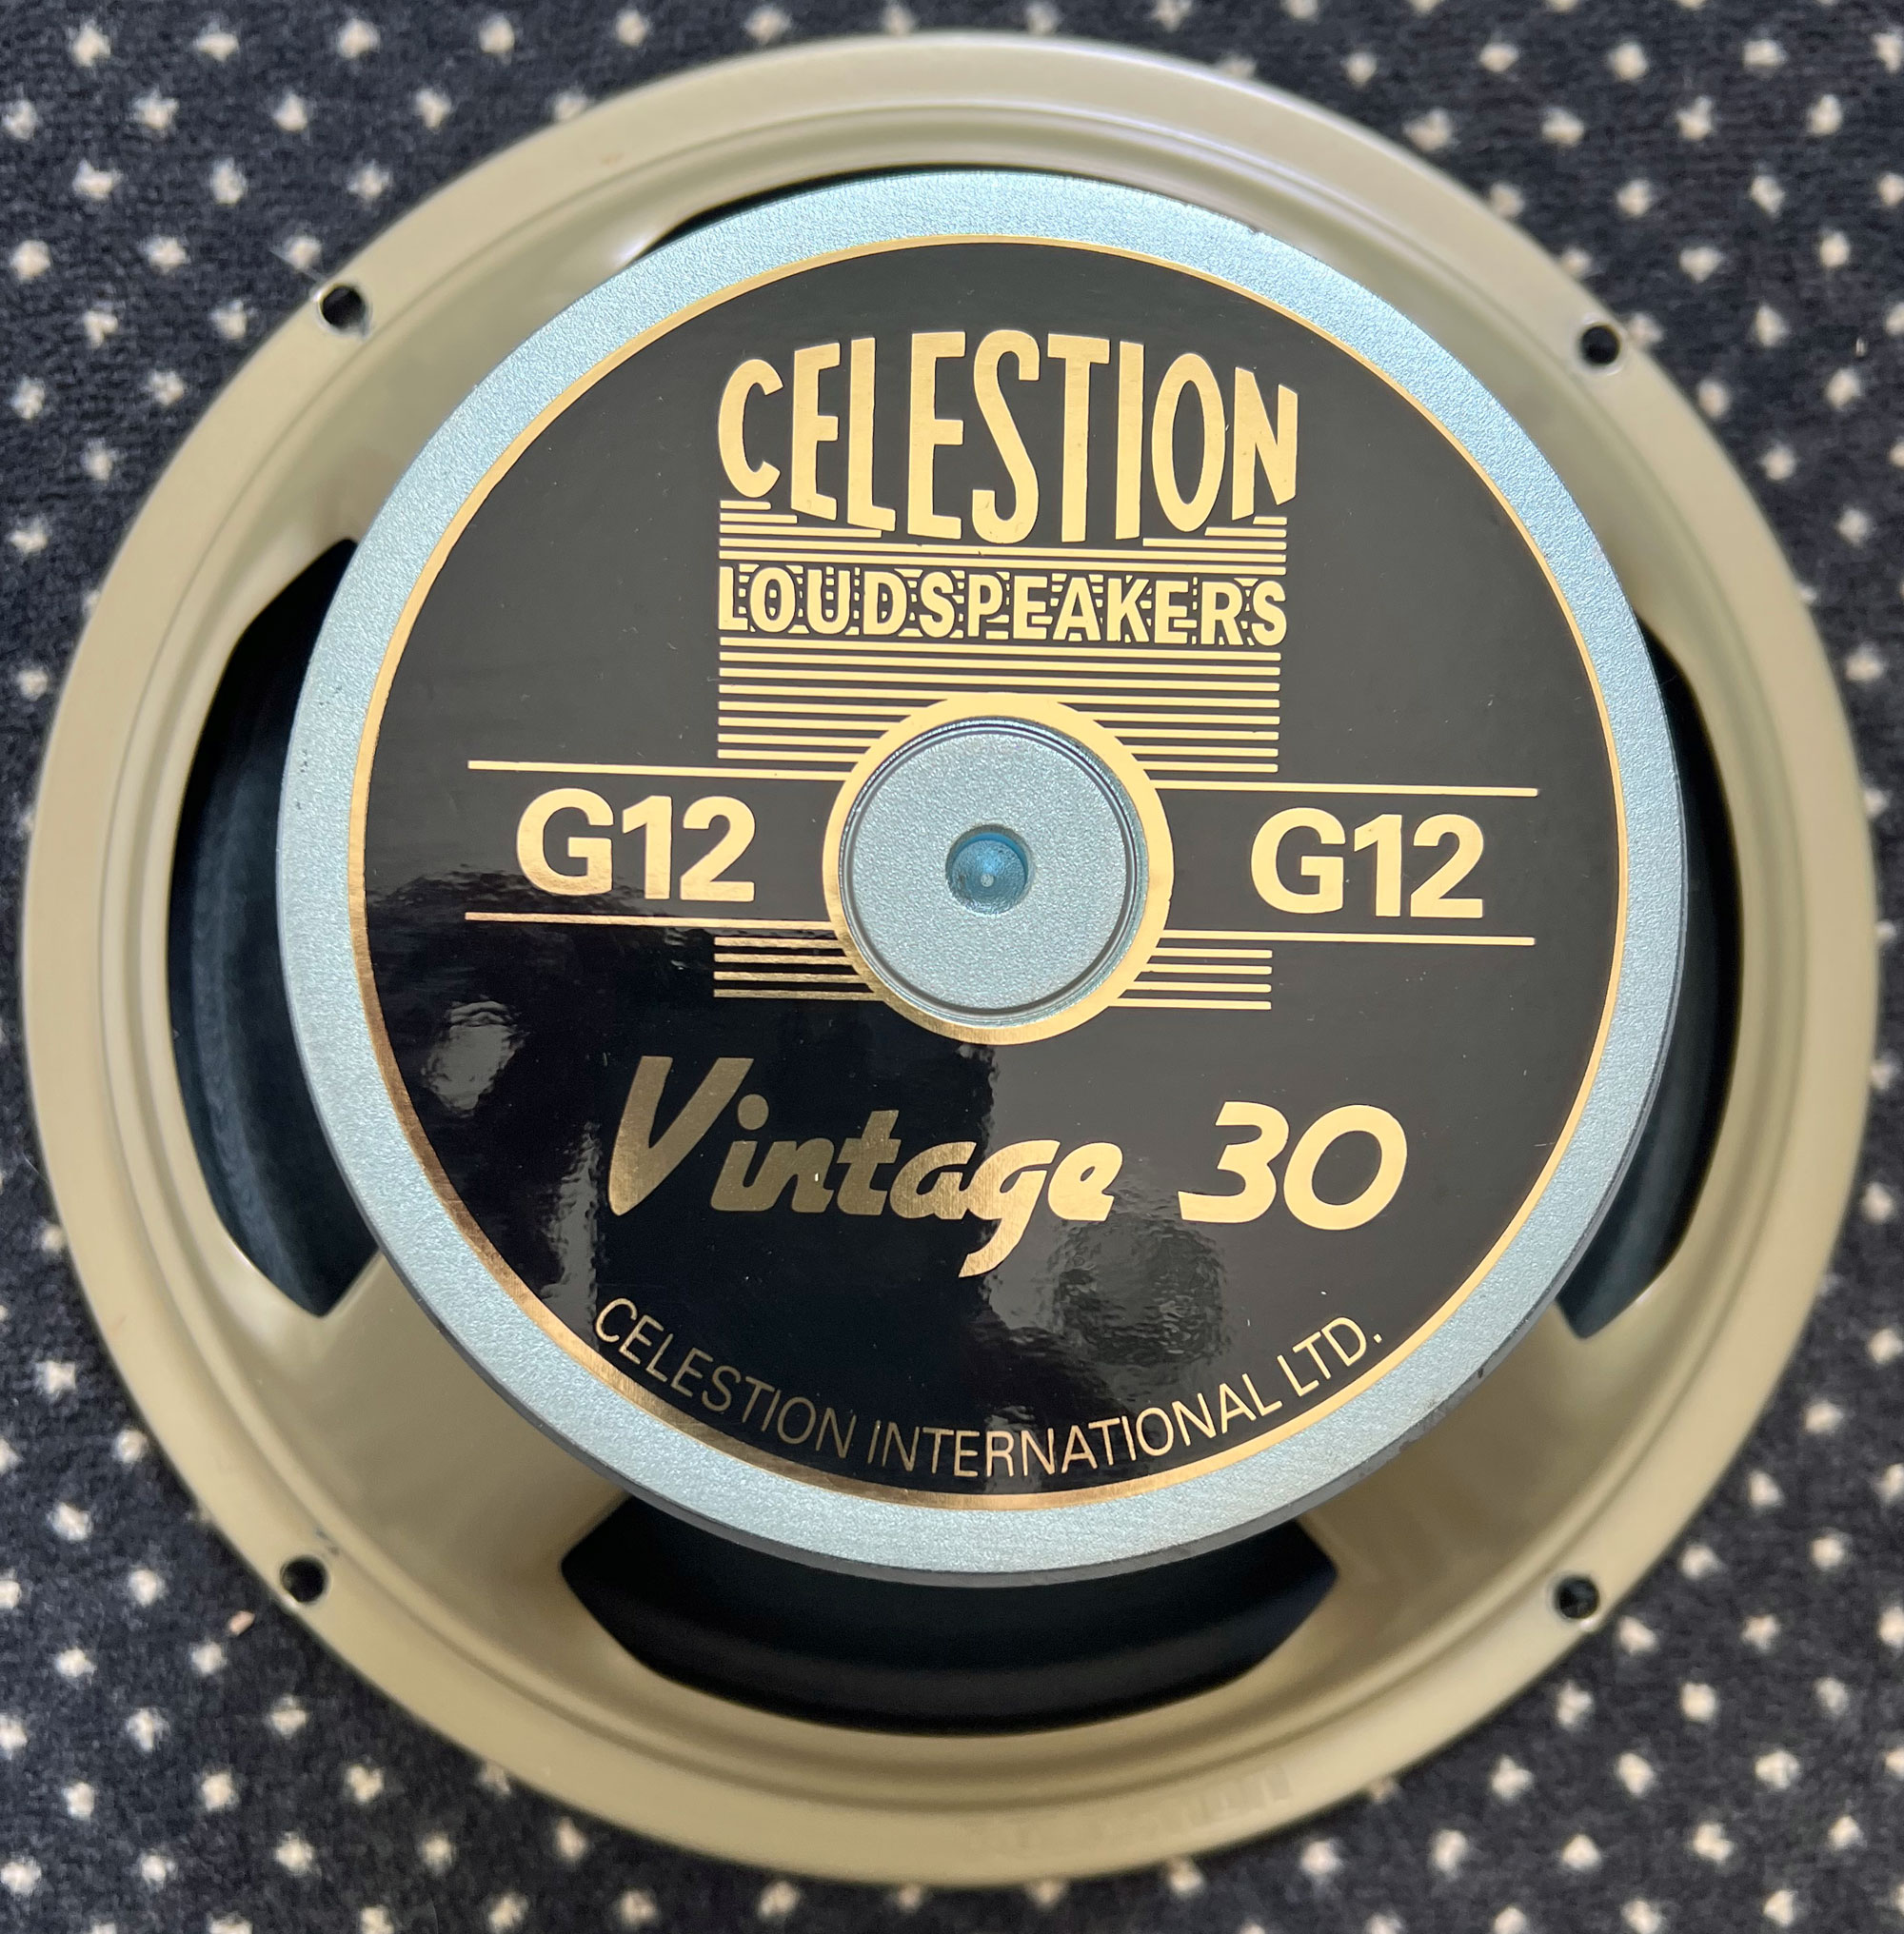 CELESTION
LOUDSPEAKERS
G12 G12
Vintage 30
CELESTION INTERNATIONAL LTD.